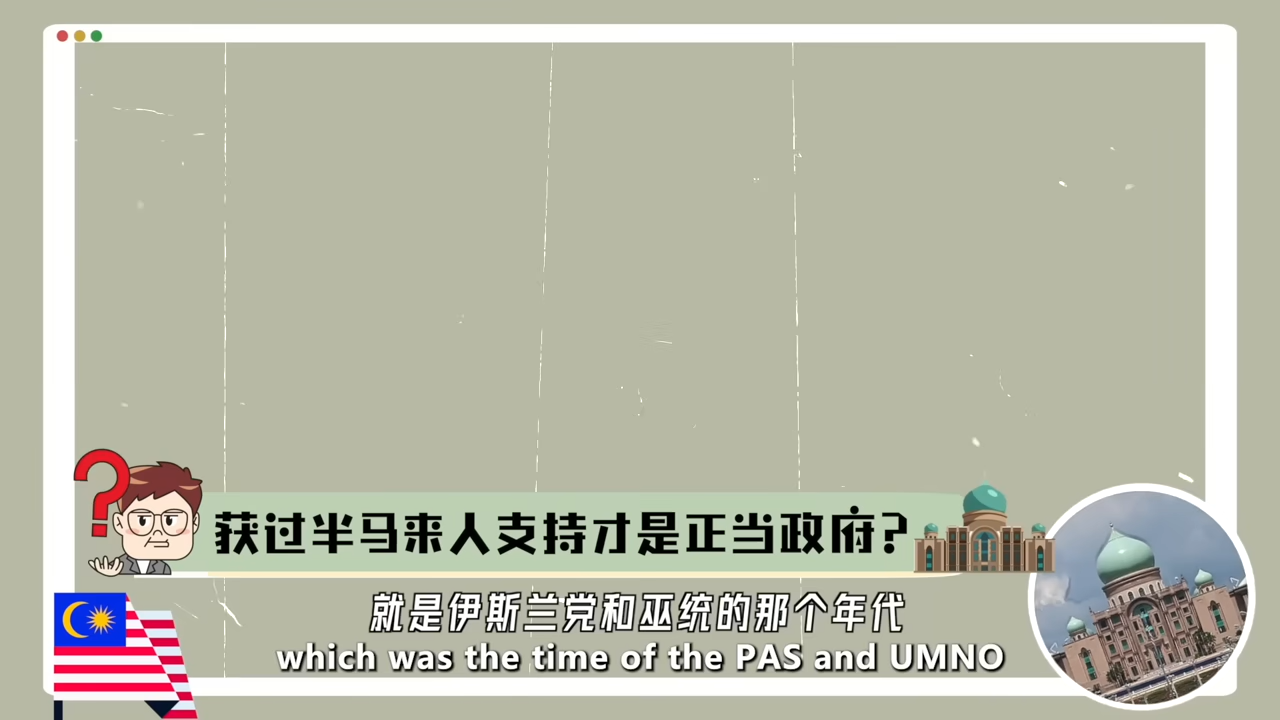 获过半马来人支持才是正当政府?
就是伊斯兰党和巫统的那个年代
which was the time of the PAS and UMNO